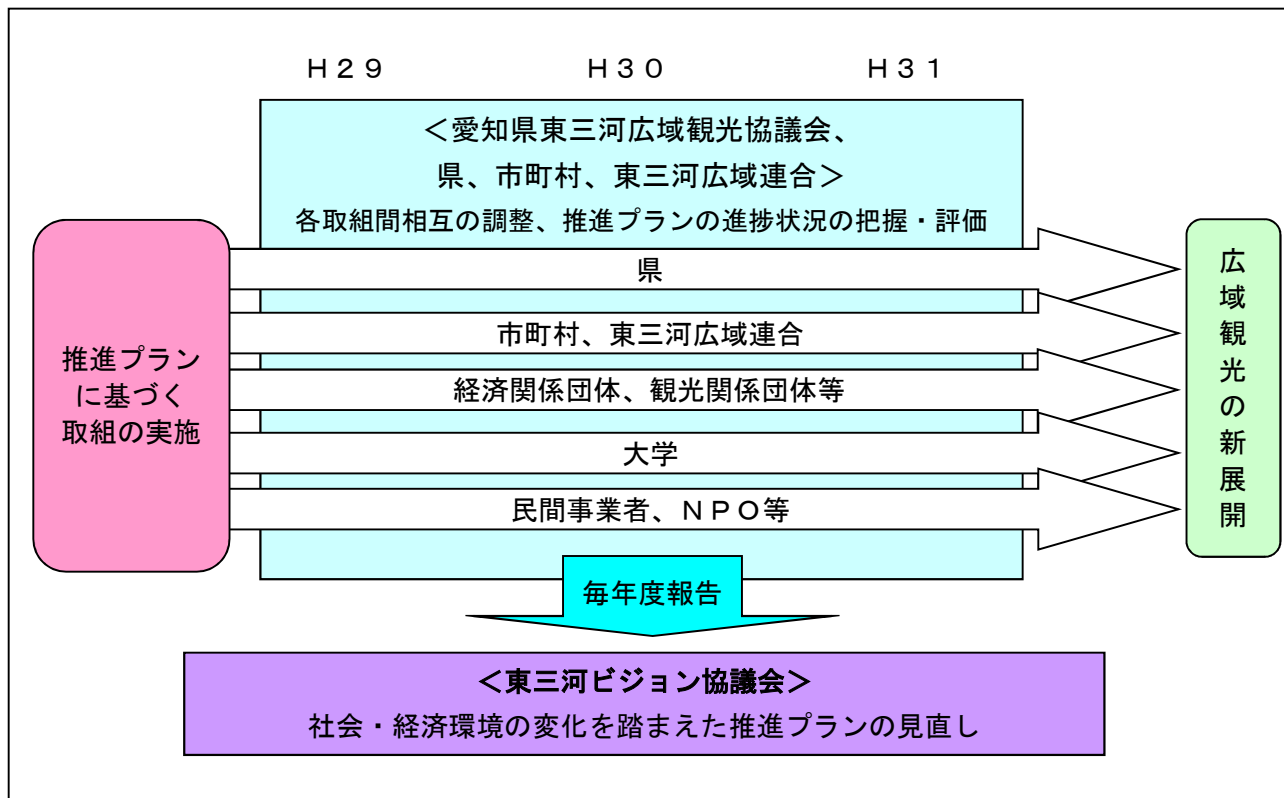 H29 H30 H31
＜愛知県東三河広域観光協議会、
県、市町村、東三河広域連合＞
各取組間相互の調整、推進プランの進捗状況の把握・評価
推進プラン
に基づく
取組の実施
県
市町村、東三河広域連合
経済関係団体、観光関係団体等
大学
民間事業者、ＮＰＯ等
広域観光の新展開
毎年度報告
＜東三河ビジョン協議会＞
社会・経済環境の変化を踏まえた推進プランの見直し